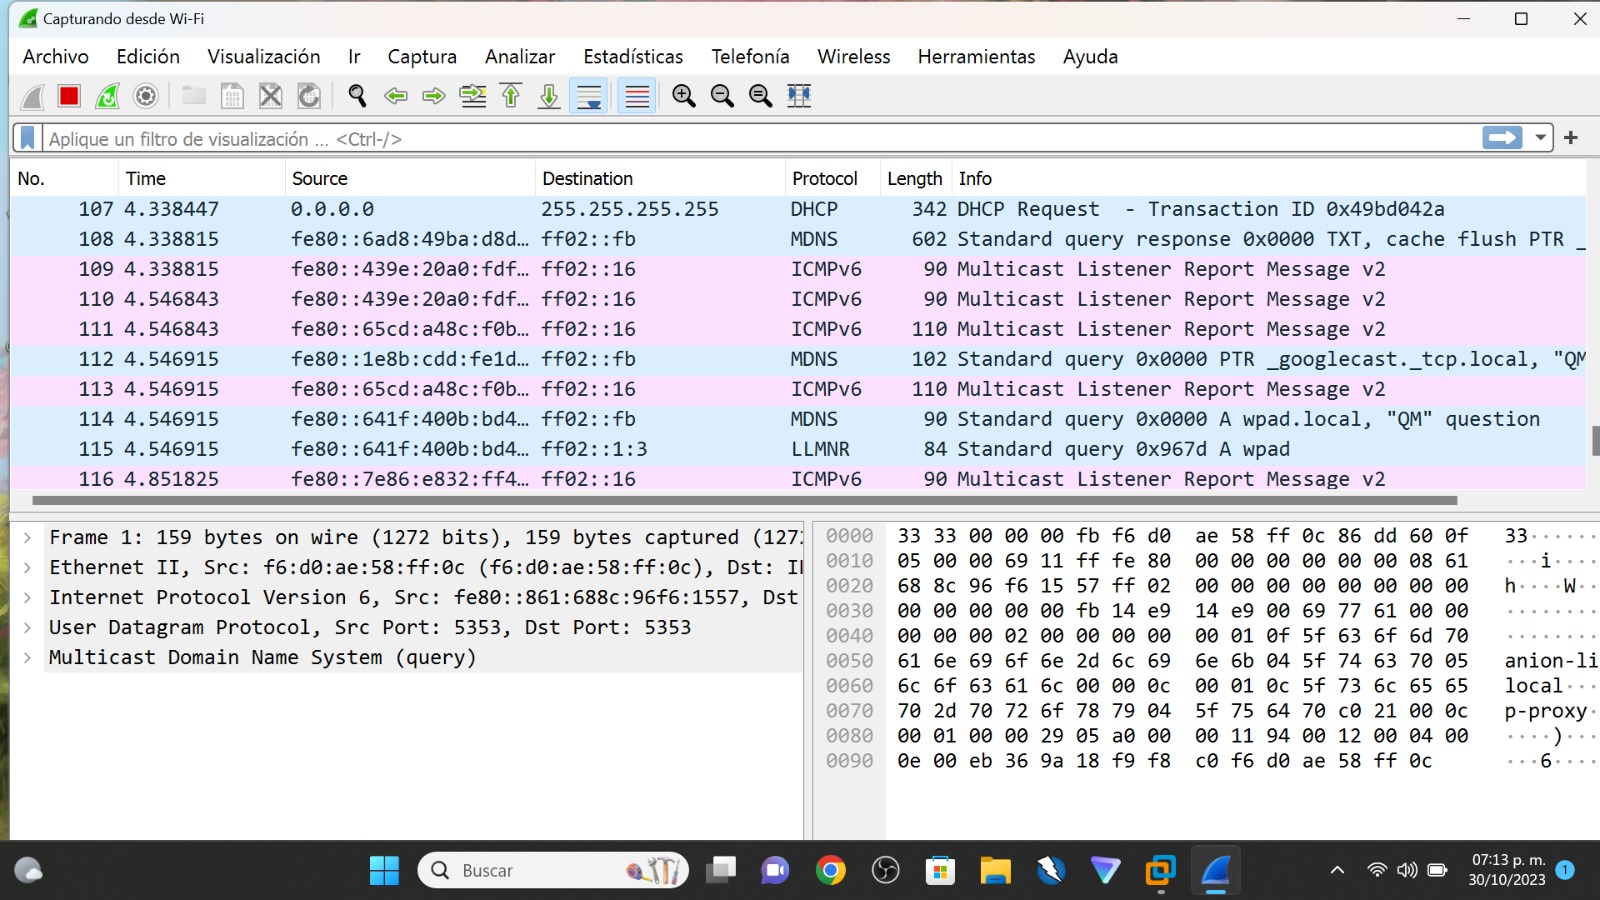 Capturando desde Wi-Fi
Archivo Edición Visualización Ir Captura Analizar Estadísticas Telefonía Wireless Herramientas Ayuda
Aplique un filtro de visualización ... <Ctrl-/>
No. Time Source Destination Protocol Length Info
107 4.338447 0.0.0.0 255.255.255.255 DHCP 342 DHCP Request - Transaction ID 0x49bd042a
108 4.338815 fe80::6ad8:49ba:d8d… ff02::fb MDNS 602 Standard query response 0x0000 TXT, cache flush PTR _
109 4.338815 fe80::439e:20a0:fdf… ff02::16 ICMPv6 90 Multicast Listener Report Message v2
110 4.546843 fe80::439e:20a0:fdf… ff02::16 ICMPv6 90 Multicast Listener Report Message v2
111 4.546843 fe80::65cd:a48c:f0b… ff02::16 ICMPv6 110 Multicast Listener Report Message v2
112 4.546915 fe80::1e8b:cdd:fe1d… ff02::fb MDNS 102 Standard query 0x0000 PTR _googlecast._tcp.local, "QM
113 4.546915 fe80::65cd:a48c:f0b… ff02::16 ICMPv6 110 Multicast Listener Report Message v2
114 4.546915 fe80::641f:400b:bd4… ff02::fb MDNS 90 Standard query 0x0000 A wpad.local, "QM" question
115 4.546915 fe80::641f:400b:bd4… ff02::1:3 LLMNR 84 Standard query 0x967d A wpad
116 4.851825 fe80::7e86:e832:ff4… ff02::16 ICMPv6 90 Multicast Listener Report Message v2
Frame 1: 159 bytes on wire (1272 bits), 159 bytes captured (1272
Ethernet II, Src: f6:d0:ae:58:ff:0c (f6:d0:ae:58:ff:0c), Dst: I
Internet Protocol Version 6, Src: fe80::861:688c:96f6:1557, Dst
User Datagram Protocol, Src Port: 5353, Dst Port: 5353
Multicast Domain Name System (query)
0000 33 33 00 00 00 fb f6 d0 ae 58 ff 0c 86 dd 60 0f 33······
0010 05 00 00 69 11 ff fe 80 00 00 00 00 00 00 08 61 ···i····
0020 68 8c 96 f6 15 57 ff 02 00 00 00 00 00 00 00 00 h····W··
0030 00 00 00 00 00 fb 14 e9 14 e9 00 69 77 61 00 00 ········
0040 00 00 00 02 00 00 00 00 00 01 0f 5f 63 6f 6d 70 ········
0050 61 6e 69 6f 6e 2d 6c 69 6e 6b 04 5f 74 63 70 05 anion-li
0060 6c 6f 63 61 6c 00 00 0c 00 01 0c 5f 73 6c 65 65 local···
0070 70 2d 70 72 6f 78 79 04 5f 75 64 70 c0 21 00 0c p-proxy·
0080 00 01 00 00 29 05 a0 00 00 11 94 00 12 00 04 00 ····)···
0090 0e 00 eb 36 9a 18 f9 f8 c0 f6 d0 ae 58 ff 0c ···6····
Buscar
07:13 p. m.
30/10/2023
1